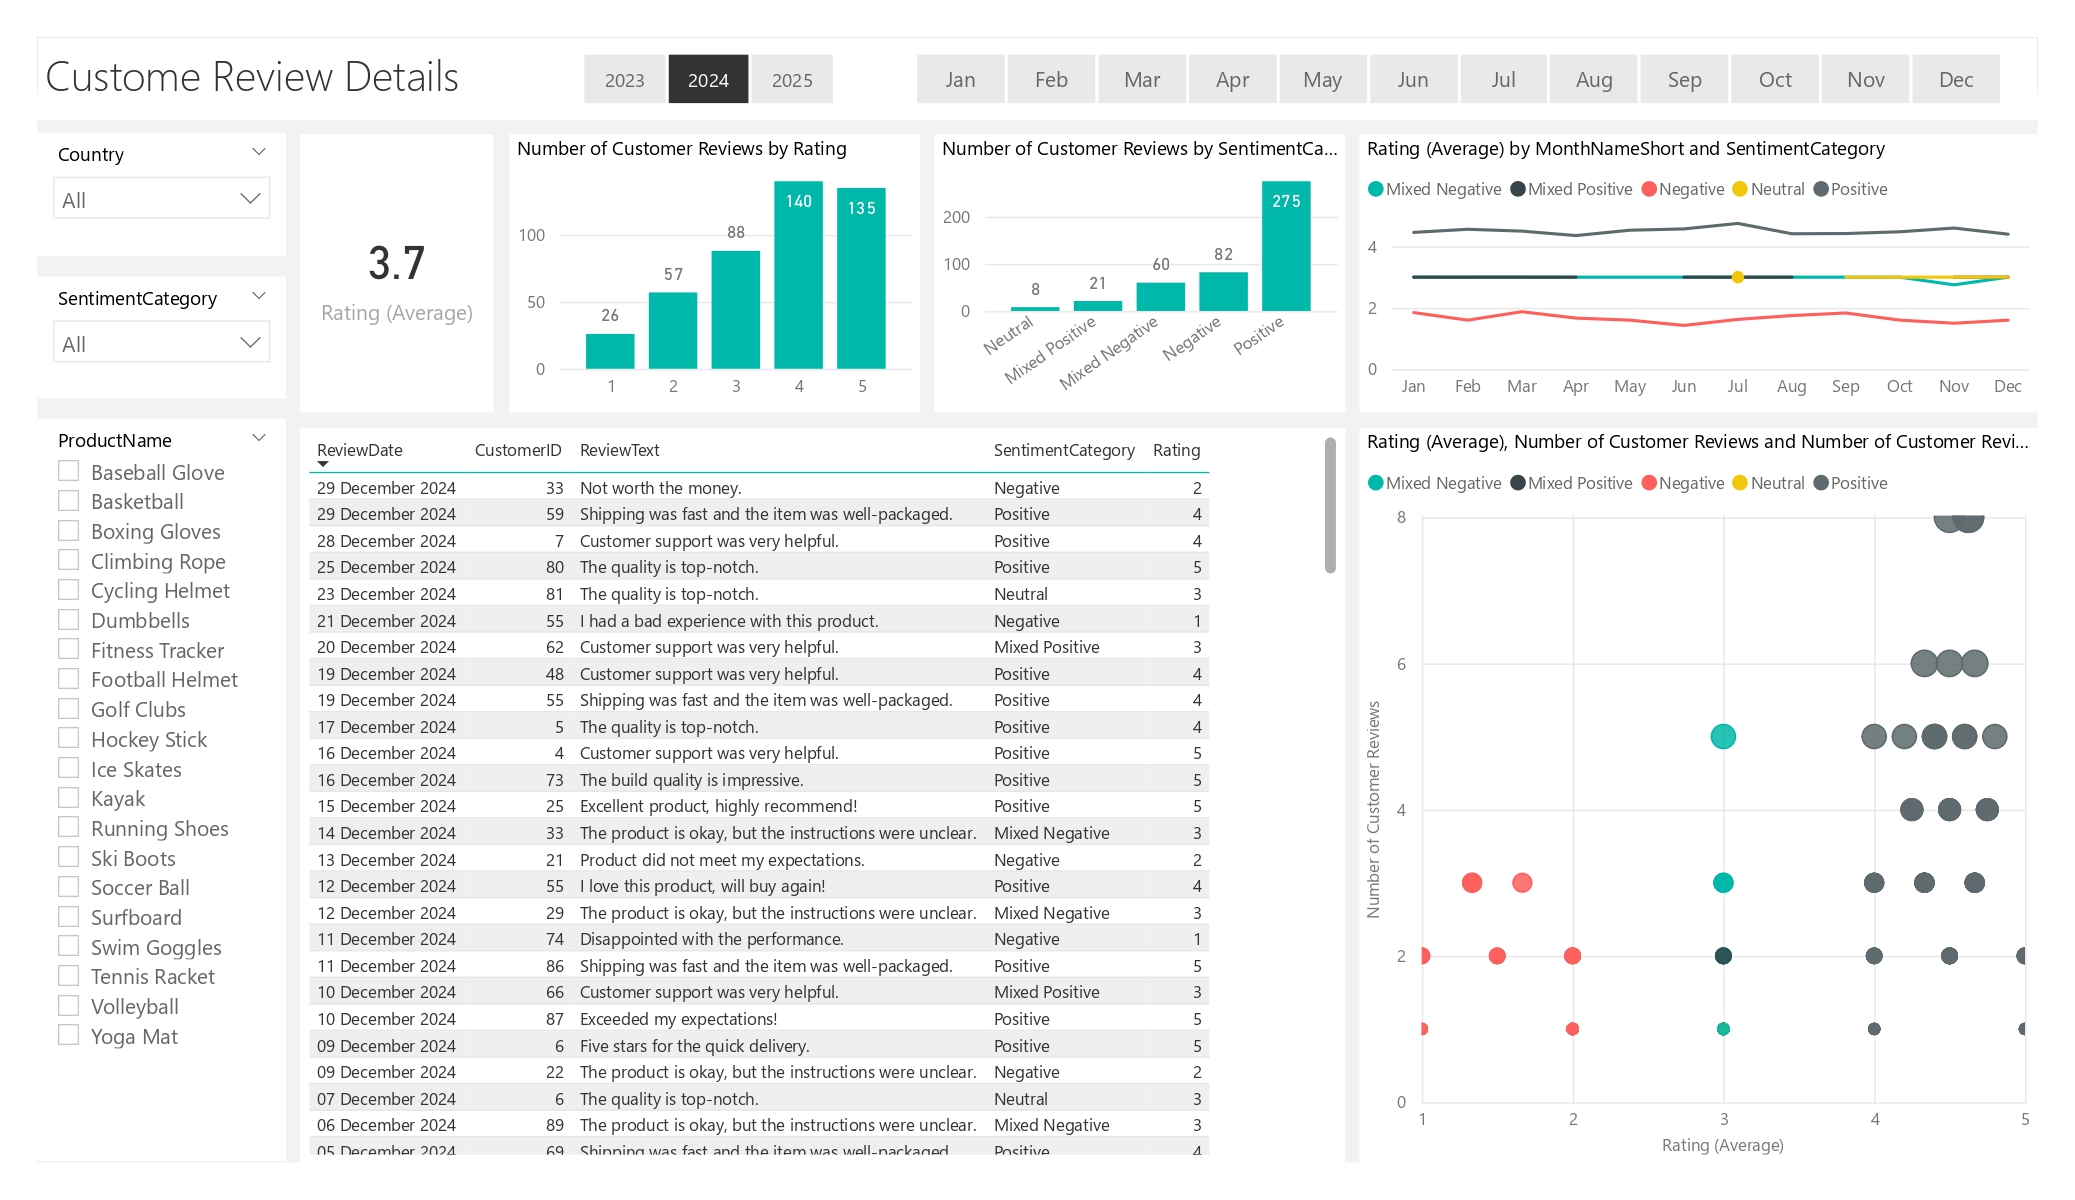 Custome Review Details
2023 2024 2025
Jan Feb Mar Apr May Jun Jul Aug Sep Oct Nov Dec
Country
All
SentimentCategory
All
ProductName
Baseball Glove
Basketball
Boxing Gloves
Climbing Rope
Cycling Helmet
Dumbbells
Fitness Tracker
Football Helmet
Golf Clubs
Hockey Stick
Ice Skates
Kayak
Running Shoes
Ski Boots
Soccer Ball
Surfboard
Swim Goggles
Tennis Racket
Volleyball
Yoga Mat
3.7
Rating (Average)
Number of Customer Reviews by Rating
100
50
0
26 57 88 140 135
1 2 3 4 5
Number of Customer Reviews by SentimentCa...
200
100
0
8 21 60 82 275
Neutral Mixed Positive Mixed Negative Negative Positive
Rating (Average) by MonthNameShort and SentimentCategory
Mixed Negative Mixed Positive Negative Neutral Positive
4
2
0
Jan Feb Mar Apr May Jun Jul Aug Sep Oct Nov Dec
ReviewDate CustomerID ReviewText SentimentCategory Rating
29 December 2024 33 Not worth the money. Negative 2
29 December 2024 59 Shipping was fast and the item was well-packaged. Positive 4
28 December 2024 7 Customer support was very helpful. Positive 4
25 December 2024 80 The quality is top-notch. Positive 5
23 December 2024 81 The quality is top-notch. Neutral 3
21 December 2024 55 I had a bad experience with this product. Negative 1
20 December 2024 62 Customer support was very helpful. Mixed Positive 3
19 December 2024 48 Customer support was very helpful. Positive 4
19 December 2024 55 Shipping was fast and the item was well-packaged. Positive 4
17 December 2024 5 The quality is top-notch. Positive 4
16 December 2024 4 Customer support was very helpful. Positive 5
16 December 2024 73 The build quality is impressive. Positive 5
15 December 2024 25 Excellent product, highly recommend! Positive 5
14 December 2024 33 The product is okay, but the instructions were unclear. Mixed Negative 3
13 December 2024 21 Product did not meet my expectations. Negative 2
12 December 2024 55 I love this product, will buy again! Positive 4
12 December 2024 29 The product is okay, but the instructions were unclear. Mixed Negative 3
11 December 2024 74 Disappointed with the performance. Negative 1
11 December 2024 86 Shipping was fast and the item was well-packaged. Positive 5
10 December 2024 66 Customer support was very helpful. Mixed Positive 3
10 December 2024 87 Exceeded my expectations! Positive 5
09 December 2024 6 Five stars for the quick delivery. Positive 5
09 December 2024 22 The product is okay, but the instructions were unclear. Negative 2
07 December 2024 6 The quality is top-notch. Neutral 3
06 December 2024 89 The product is okay, but the instructions were unclear. Mixed Negative 3
05 December 2024 69 Shipping was fast and the item was well-packaged. Positive 4
Rating (Average), Number of Customer Reviews and Number of Customer Revi...
Mixed Negative Mixed Positive Negative Neutral Positive
Number of Customer Reviews
8
6
4
2
0
1 2 3 4 5
Rating (Average)